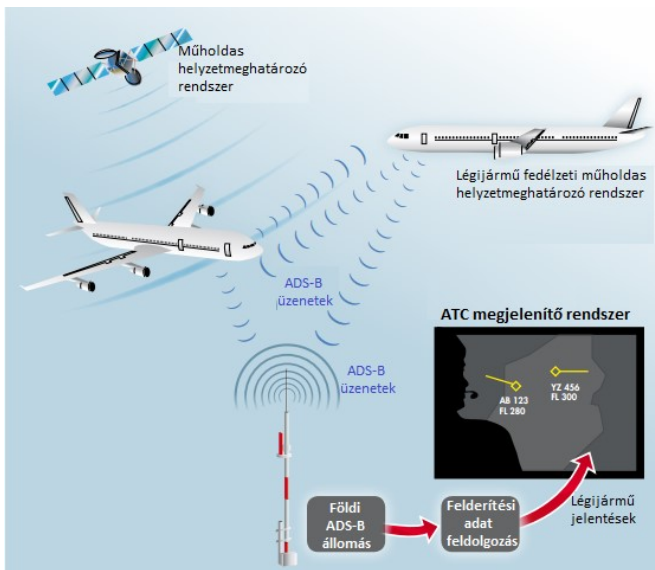 Műholdas
helyzetmeghatározó
rendszer
Légijármű fedélzeti műholdas
helyzetmeghatározó rendszer
ADS-B
üzenetek
ATC megjelenítő rendszer
AB 123
FL 280
YZ 456
FL 300
ADS-B
üzenetek
Földi
ADS-B
állomás
Felderítési
adat
feldolgozás
Légijármű
jelentések